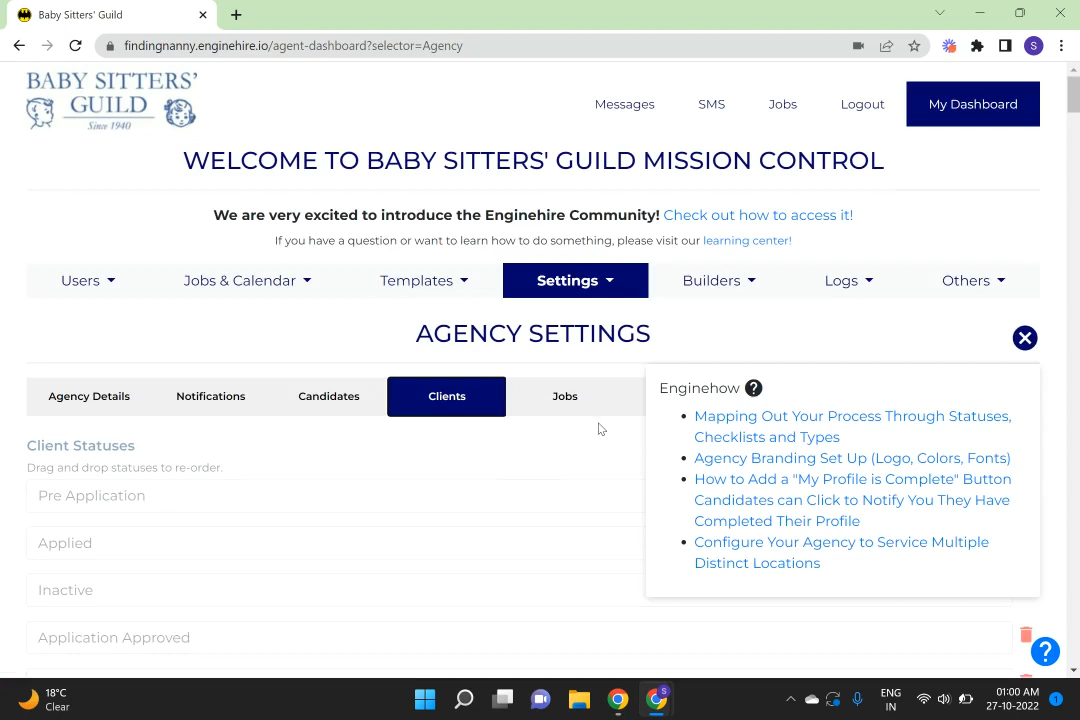 Baby Sitters' Guild
findingnanny.enginehire.io/agent-dashboard?selector=Agency
S
BABY SITTERS'
GUILD
Since 1940
Messages
SMS
Jobs
Logout
My Dashboard
WELCOME TO BABY SITTERS' GUILD MISSION CONTROL
We are very excited to introduce the Enginehire Community! Check out how to access it!
If you have a question or want to learn how to do something, please visit our learning center!
Users
Jobs & Calendar
Templates
Settings
Builders
Logs
Others
AGENCY SETTINGS
Agency Details
Notifications
Candidates
Clients
Jobs
Enginehow ?
Mapping Out Your Process Through Statuses,
Checklists and Types
Agency Branding Set Up (Logo, Colors, Fonts)
How to Add a "My Profile is Complete" Button
Candidates can Click to Notify You They Have
Completed Their Profile
Configure Your Agency to Service Multiple
Distinct Locations
Client Statuses
Drag and drop statuses to re-order.
Pre Application
Applied
Inactive
Application Approved
?
18°C
Clear
S
ENG
IN
01:00 AM
27-10-2022
1